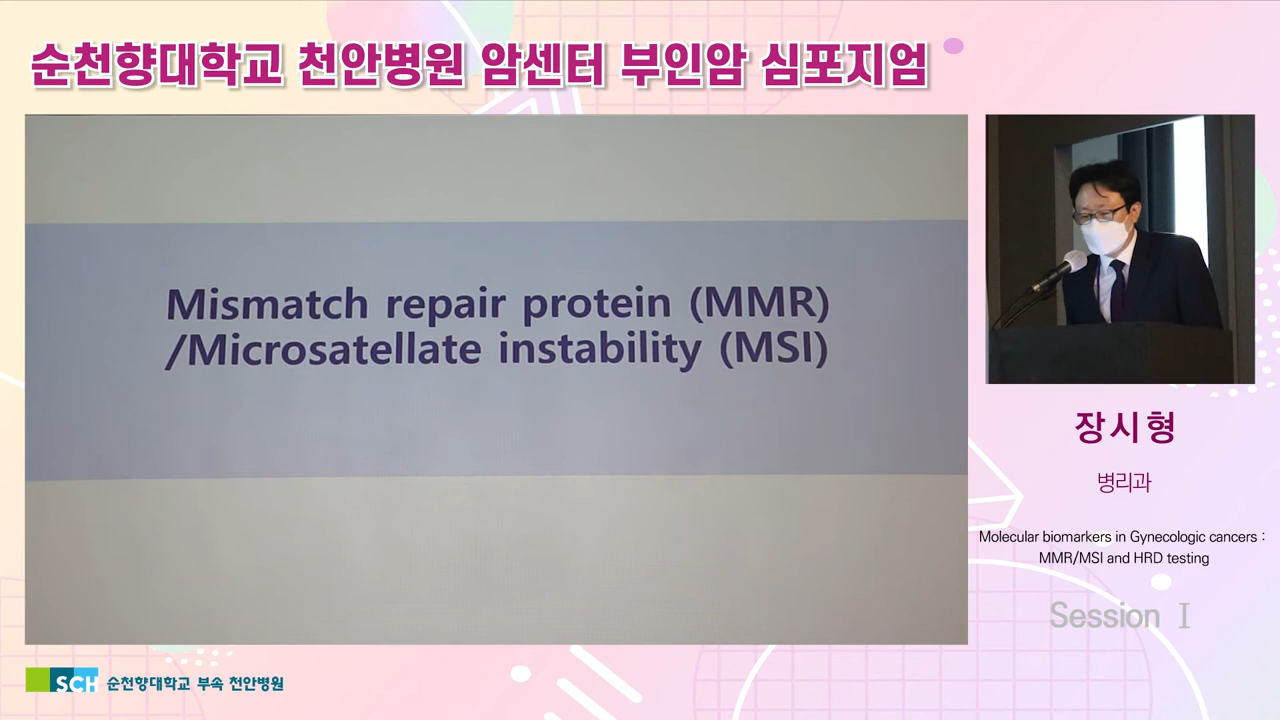 순천향대학교 천안병원 암센터 부인암 심포지엄
Mismatch repair protein (MMR)
/Microsatellate instability (MSI)
장시형
병리과
Molecular biomarkers in Gynecologic cancers :
MMR/MSI and HRD testing
Session Ⅰ
SCH 순천향대학교 부속 천안병원